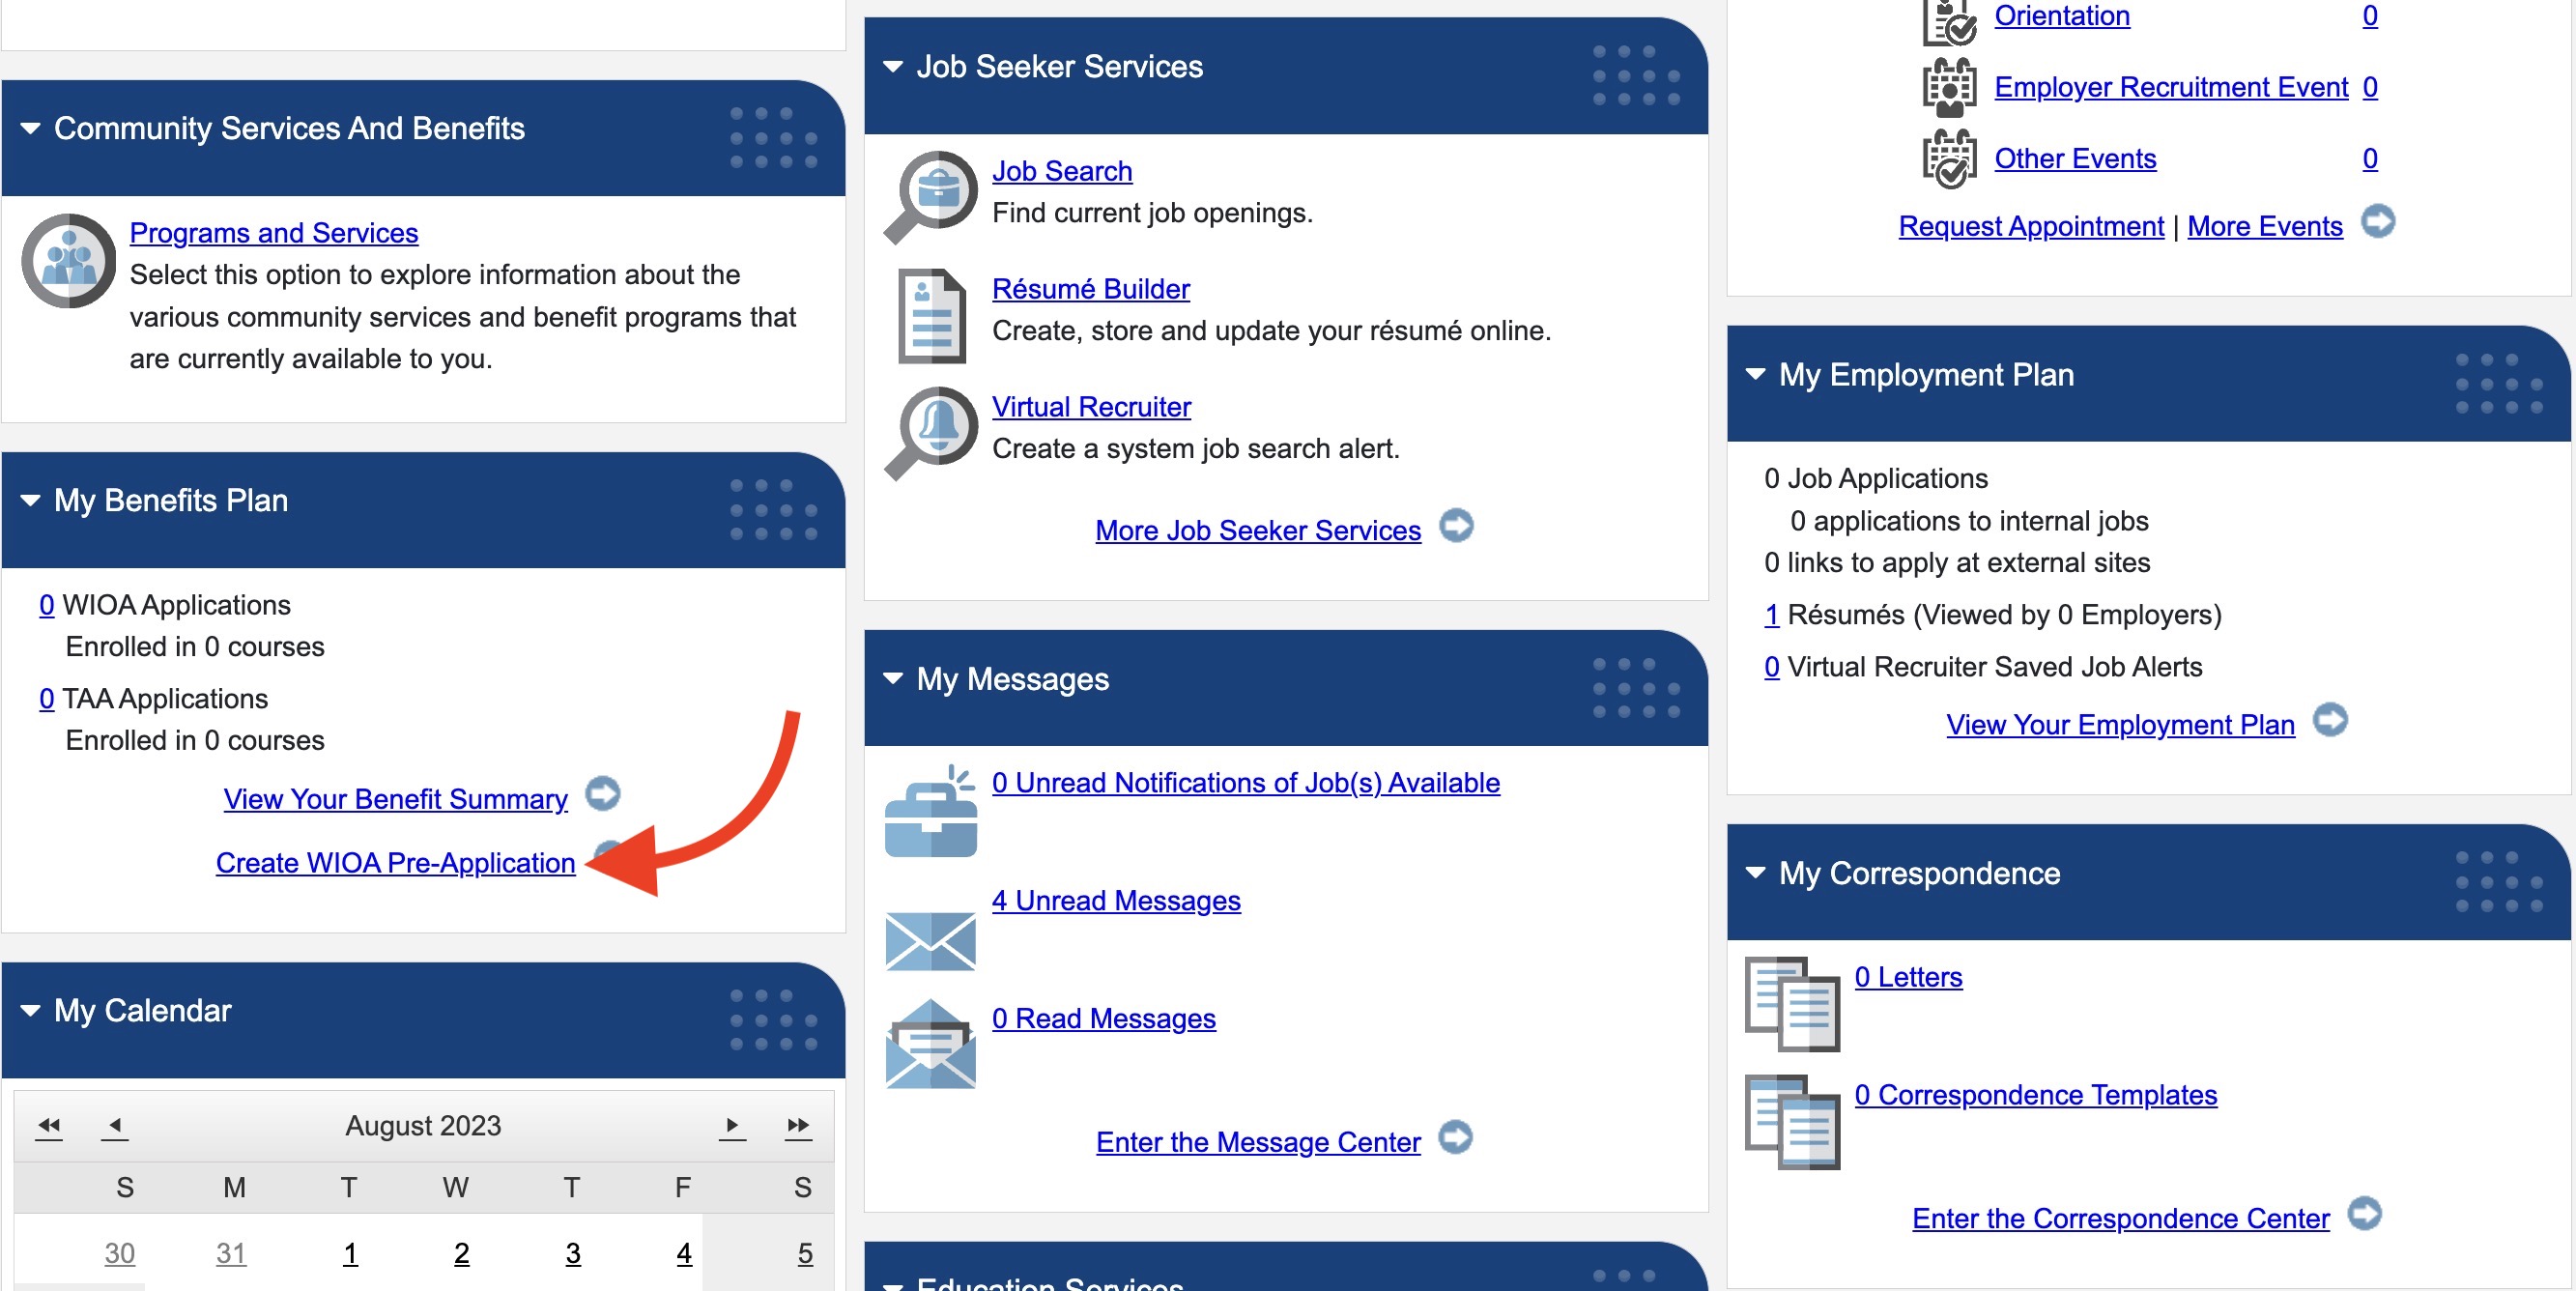 Community Services And Benefits
Programs and Services
Select this option to explore information about the
various community services and benefit programs that
are currently available to you.
My Benefits Plan
0 WIOA Applications
Enrolled in 0 courses
0 TAA Applications
Enrolled in 0 courses
View Your Benefit Summary
Create WIOA Pre-Application
My Calendar
August 2023
S M T W T F S
30 31 1 2 3 4 5
Job Seeker Services
Job Search
Find current job openings.
Résumé Builder
Create, store and update your résumé online.
Virtual Recruiter
Create a system job search alert.
More Job Seeker Services
My Messages
0 Unread Notifications of Job(s) Available
4 Unread Messages
0 Read Messages
Enter the Message Center
Education Services
Orientation 0
Employer Recruitment Event 0
Other Events 0
Request Appointment | More Events
My Employment Plan
0 Job Applications
0 applications to internal jobs
0 links to apply at external sites
1 Résumés (Viewed by 0 Employers)
0 Virtual Recruiter Saved Job Alerts
View Your Employment Plan
My Correspondence
0 Letters
0 Correspondence Templates
Enter the Correspondence Center